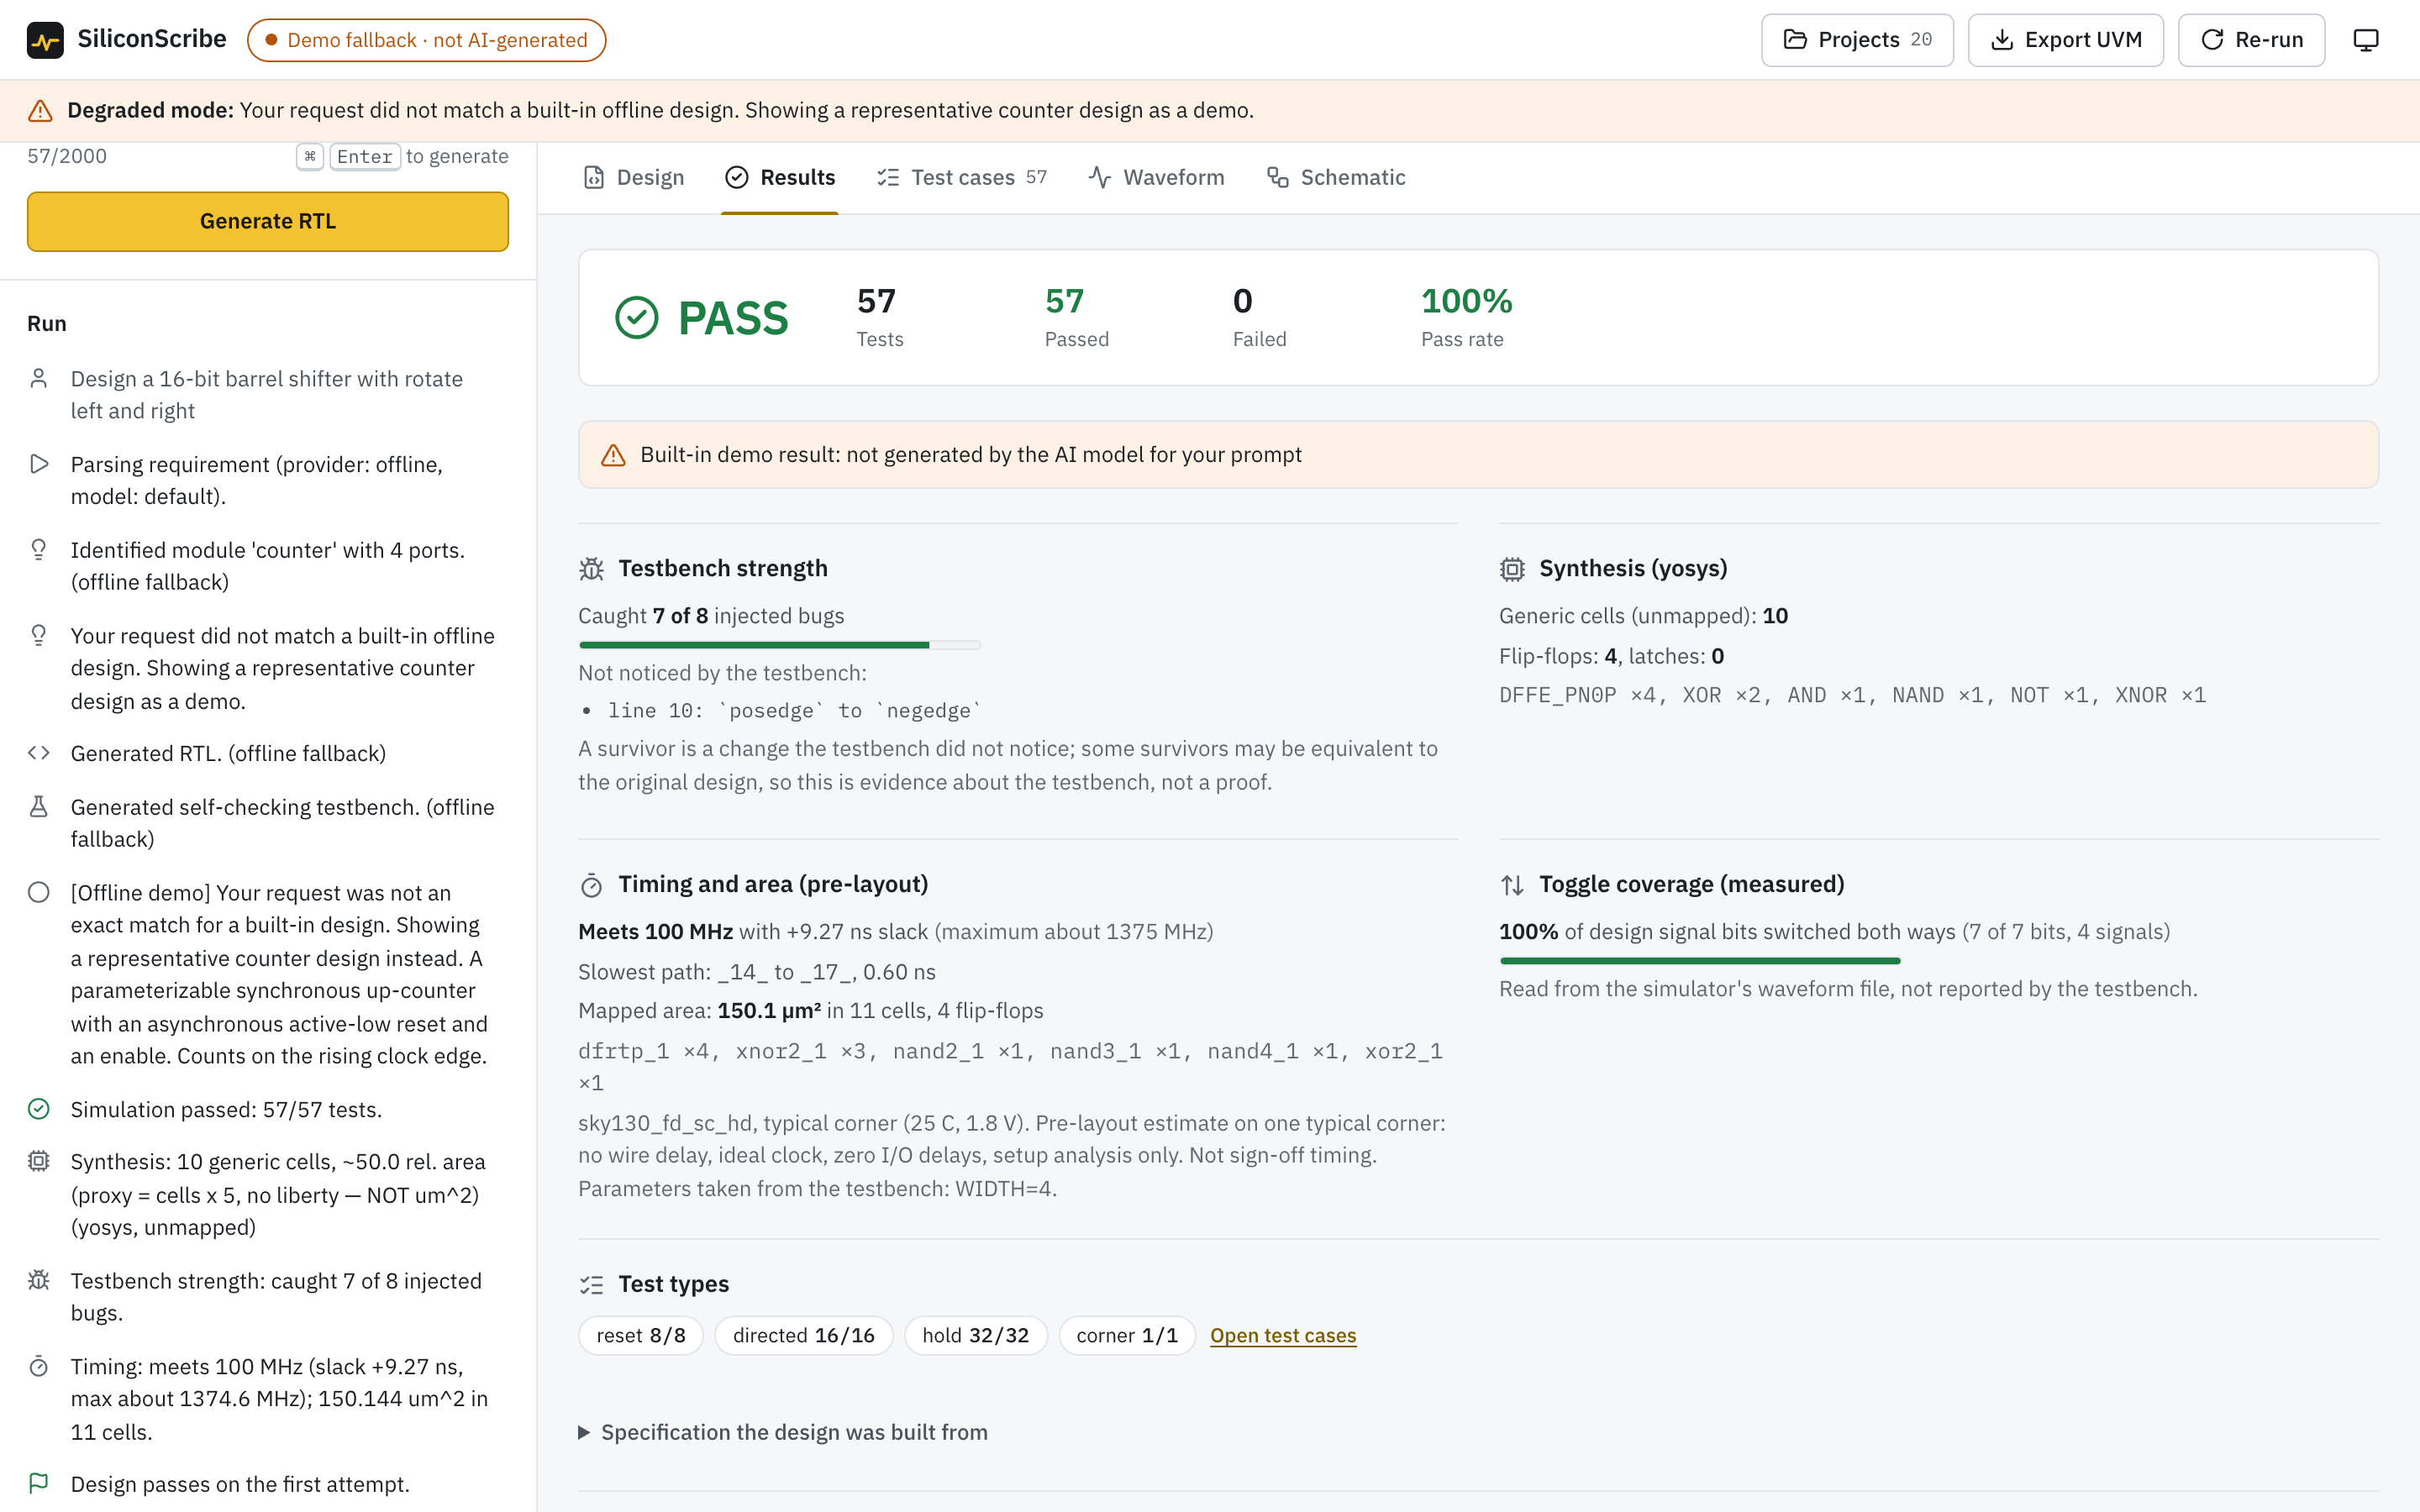 SiliconScribe
Demo fallback · not AI-generated
Projects 20
Export UVM
Re-run
Degraded mode: Your request did not match a built-in offline design. Showing a representative counter design as a demo.
57/2000
⌘ Enter to generate
Generate RTL
Run
Design a 16-bit barrel shifter with rotate
left and right
Parsing requirement (provider: offline,
model: default).
Identified module 'counter' with 4 ports.
(offline fallback)
Your request did not match a built-in offline
design. Showing a representative counter
design as a demo.
Generated RTL. (offline fallback)
Generated self-checking testbench. (offline
fallback)
[Offline demo] Your request was not an
exact match for a built-in design. Showing
a representative counter design instead. A
parameterizable synchronous up-counter
with an asynchronous active-low reset and
an enable. Counts on the rising clock edge.
Simulation passed: 57/57 tests.
Synthesis: 10 generic cells, ~50.0 rel. area
(proxy = cells x 5, no liberty — NOT um^2)
(yosys, unmapped)
Testbench strength: caught 7 of 8 injected
bugs.
Timing: meets 100 MHz (slack +9.27 ns,
max about 1374.6 MHz); 150.144 um^2 in
11 cells.
Design passes on the first attempt.
Design
Results
Test cases 57
Waveform
Schematic
PASS
57
Tests
57
Passed
0
Failed
100%
Pass rate
Built-in demo result: not generated by the AI model for your prompt
Testbench strength
Caught 7 of 8 injected bugs
Not noticed by the testbench:
• line 10: `posedge` to `negedge`
A survivor is a change the testbench did not notice; some survivors may be equivalent to
the original design, so this is evidence about the testbench, not a proof.
Synthesis (yosys)
Generic cells (unmapped): 10
Flip-flops: 4, latches: 0
DFFE_PN0P ×4, XOR ×2, AND ×1, NAND ×1, NOT ×1, XNOR ×1
Timing and area (pre-layout)
Meets 100 MHz with +9.27 ns slack (maximum about 1375 MHz)
Slowest path: _14_ to _17_, 0.60 ns
Mapped area: 150.1 µm² in 11 cells, 4 flip-flops
dfrtp_1 ×4, xnor2_1 ×3, nand2_1 ×1, nand3_1 ×1, nand4_1 ×1, xor2_1
×1
sky130_fd_sc_hd, typical corner (25 C, 1.8 V). Pre-layout estimate on one typical corner:
no wire delay, ideal clock, zero I/O delays, setup analysis only. Not sign-off timing.
Parameters taken from the testbench: WIDTH=4.
Toggle coverage (measured)
100% of design signal bits switched both ways (7 of 7 bits, 4 signals)
Read from the simulator's waveform file, not reported by the testbench.
Test types
reset 8/8
directed 16/16
hold 32/32
corner 1/1
Open test cases
Specification the design was built from